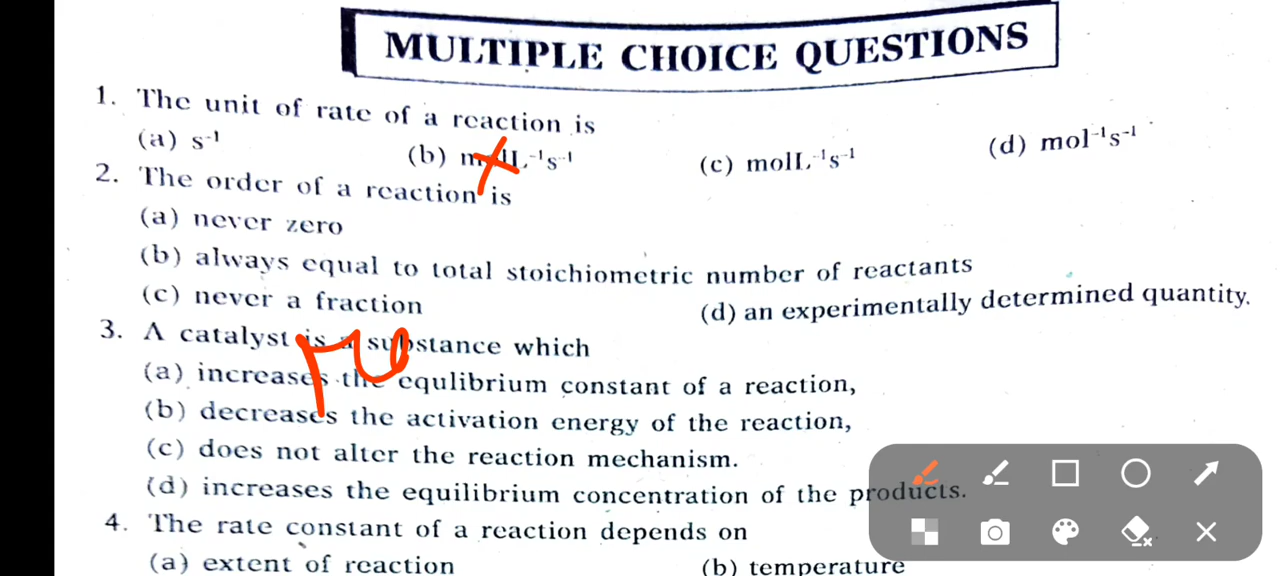 MULTIPLE CHOICE QUESTIONS
1. The unit of rate of a reaction is
(a) s⁻¹ (b) L⁻¹s⁻¹ (c) molL⁻¹s⁻¹ (d) mol⁻¹s⁻¹
2. The order of a reaction is
(a) never zero
(b) always equal to total stoichiometric number of reactants
(c) never a fraction (d) an experimentally determined quantity.
3. A catalyst is a substance which
(a) increases the equlibrium constant of a reaction,
(b) decreases the activation energy of the reaction,
(c) does not alter the reaction mechanism.
(d) increases the equilibrium concentration of the products.
4. The rate constant of a reaction depends on
(a) extent of reaction (b) temperature